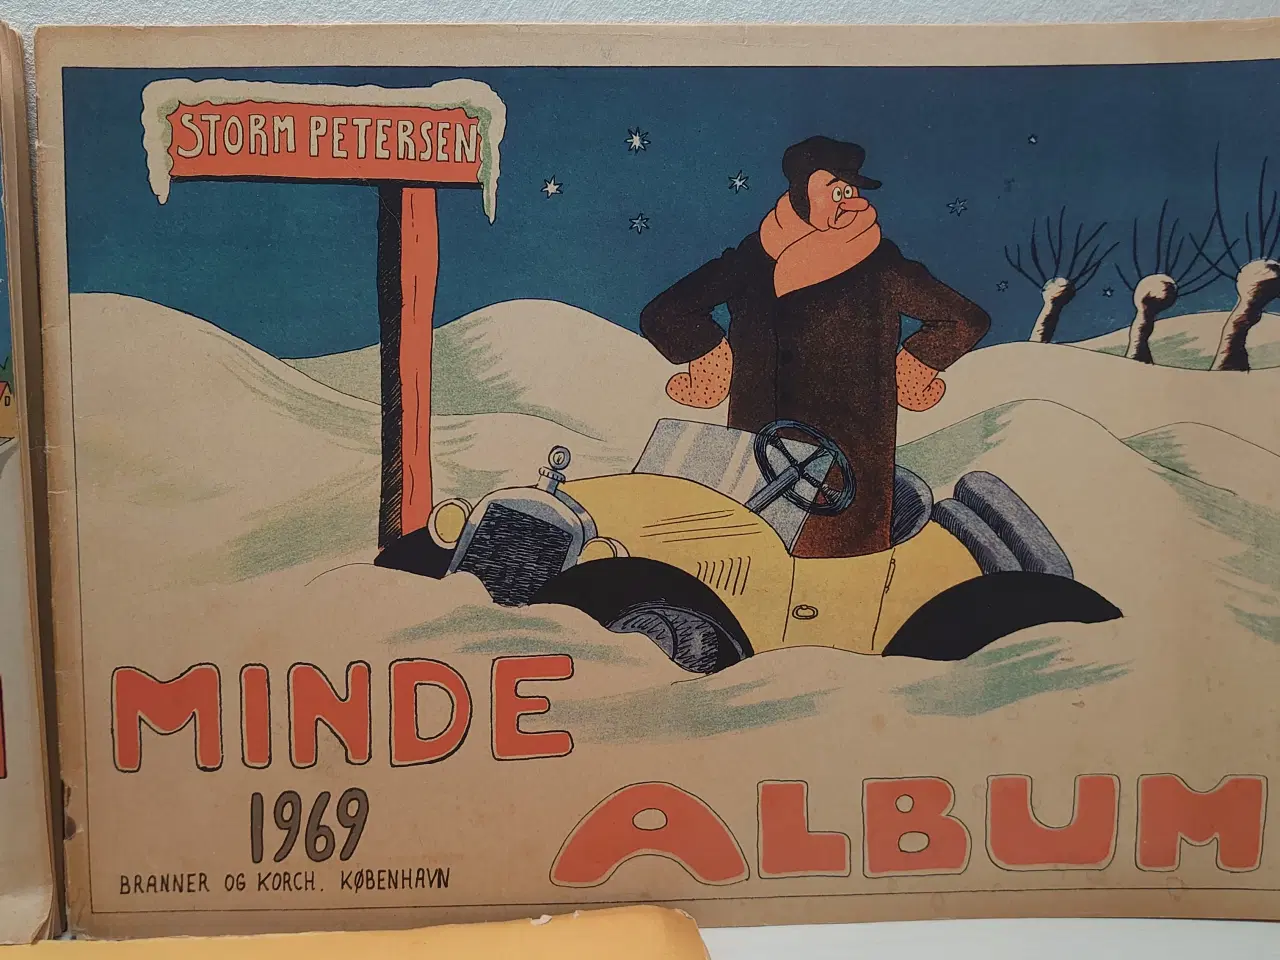 STORM PETERSEN
MINDE
ALBUM
1969
BRANNER OG KORCH. KØBENHAVN